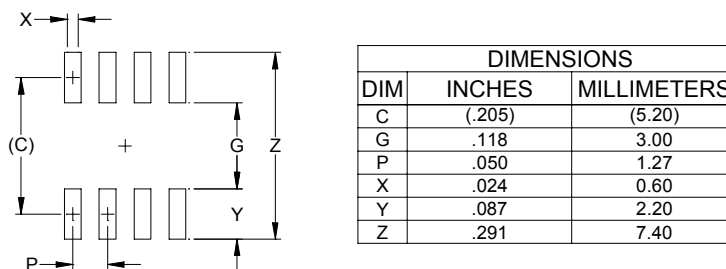 X
(C)
G
Z
Y
P
DIMENSIONS
DIM INCHES MILLIMETERS
C (.205) (5.20)
G .118 3.00
P .050 1.27
X .024 0.60
Y .087 2.20
Z .291 7.40